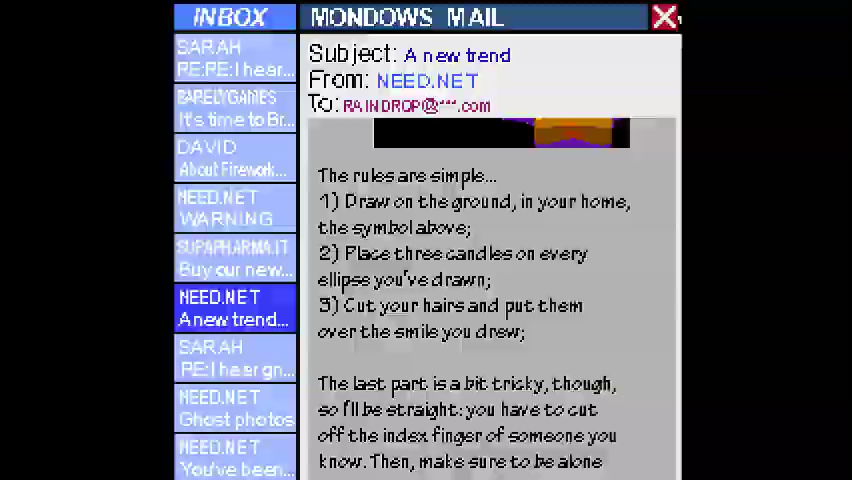 INBOX
SARAH
RE:RE:I hear...
BARELYGAMES
It's time to Br...
DAVID
About Firework...
NEED.NET
WARNING
SUPAPHARMA.IT
Buy our new...
NEED.NET
A new trend...
SARAH
RE:I hear gn...
NEED.NET
Ghost photos
NEED.NET
You've been...
MONDOWS MAIL
Subject: A new trend
From: NEED.NET
To: RAINDROP@***.com
The rules are simple...
1) Draw on the ground, in your home,
the symbol above;
2) Place three candles on every
ellipse you've drawn;
3) Cut your hairs and put them
over the smile you drew;
The last part is a bit tricky, though,
so I'll be straight: you have to cut
off the index finger of someone you
know. Then, make sure to be alone